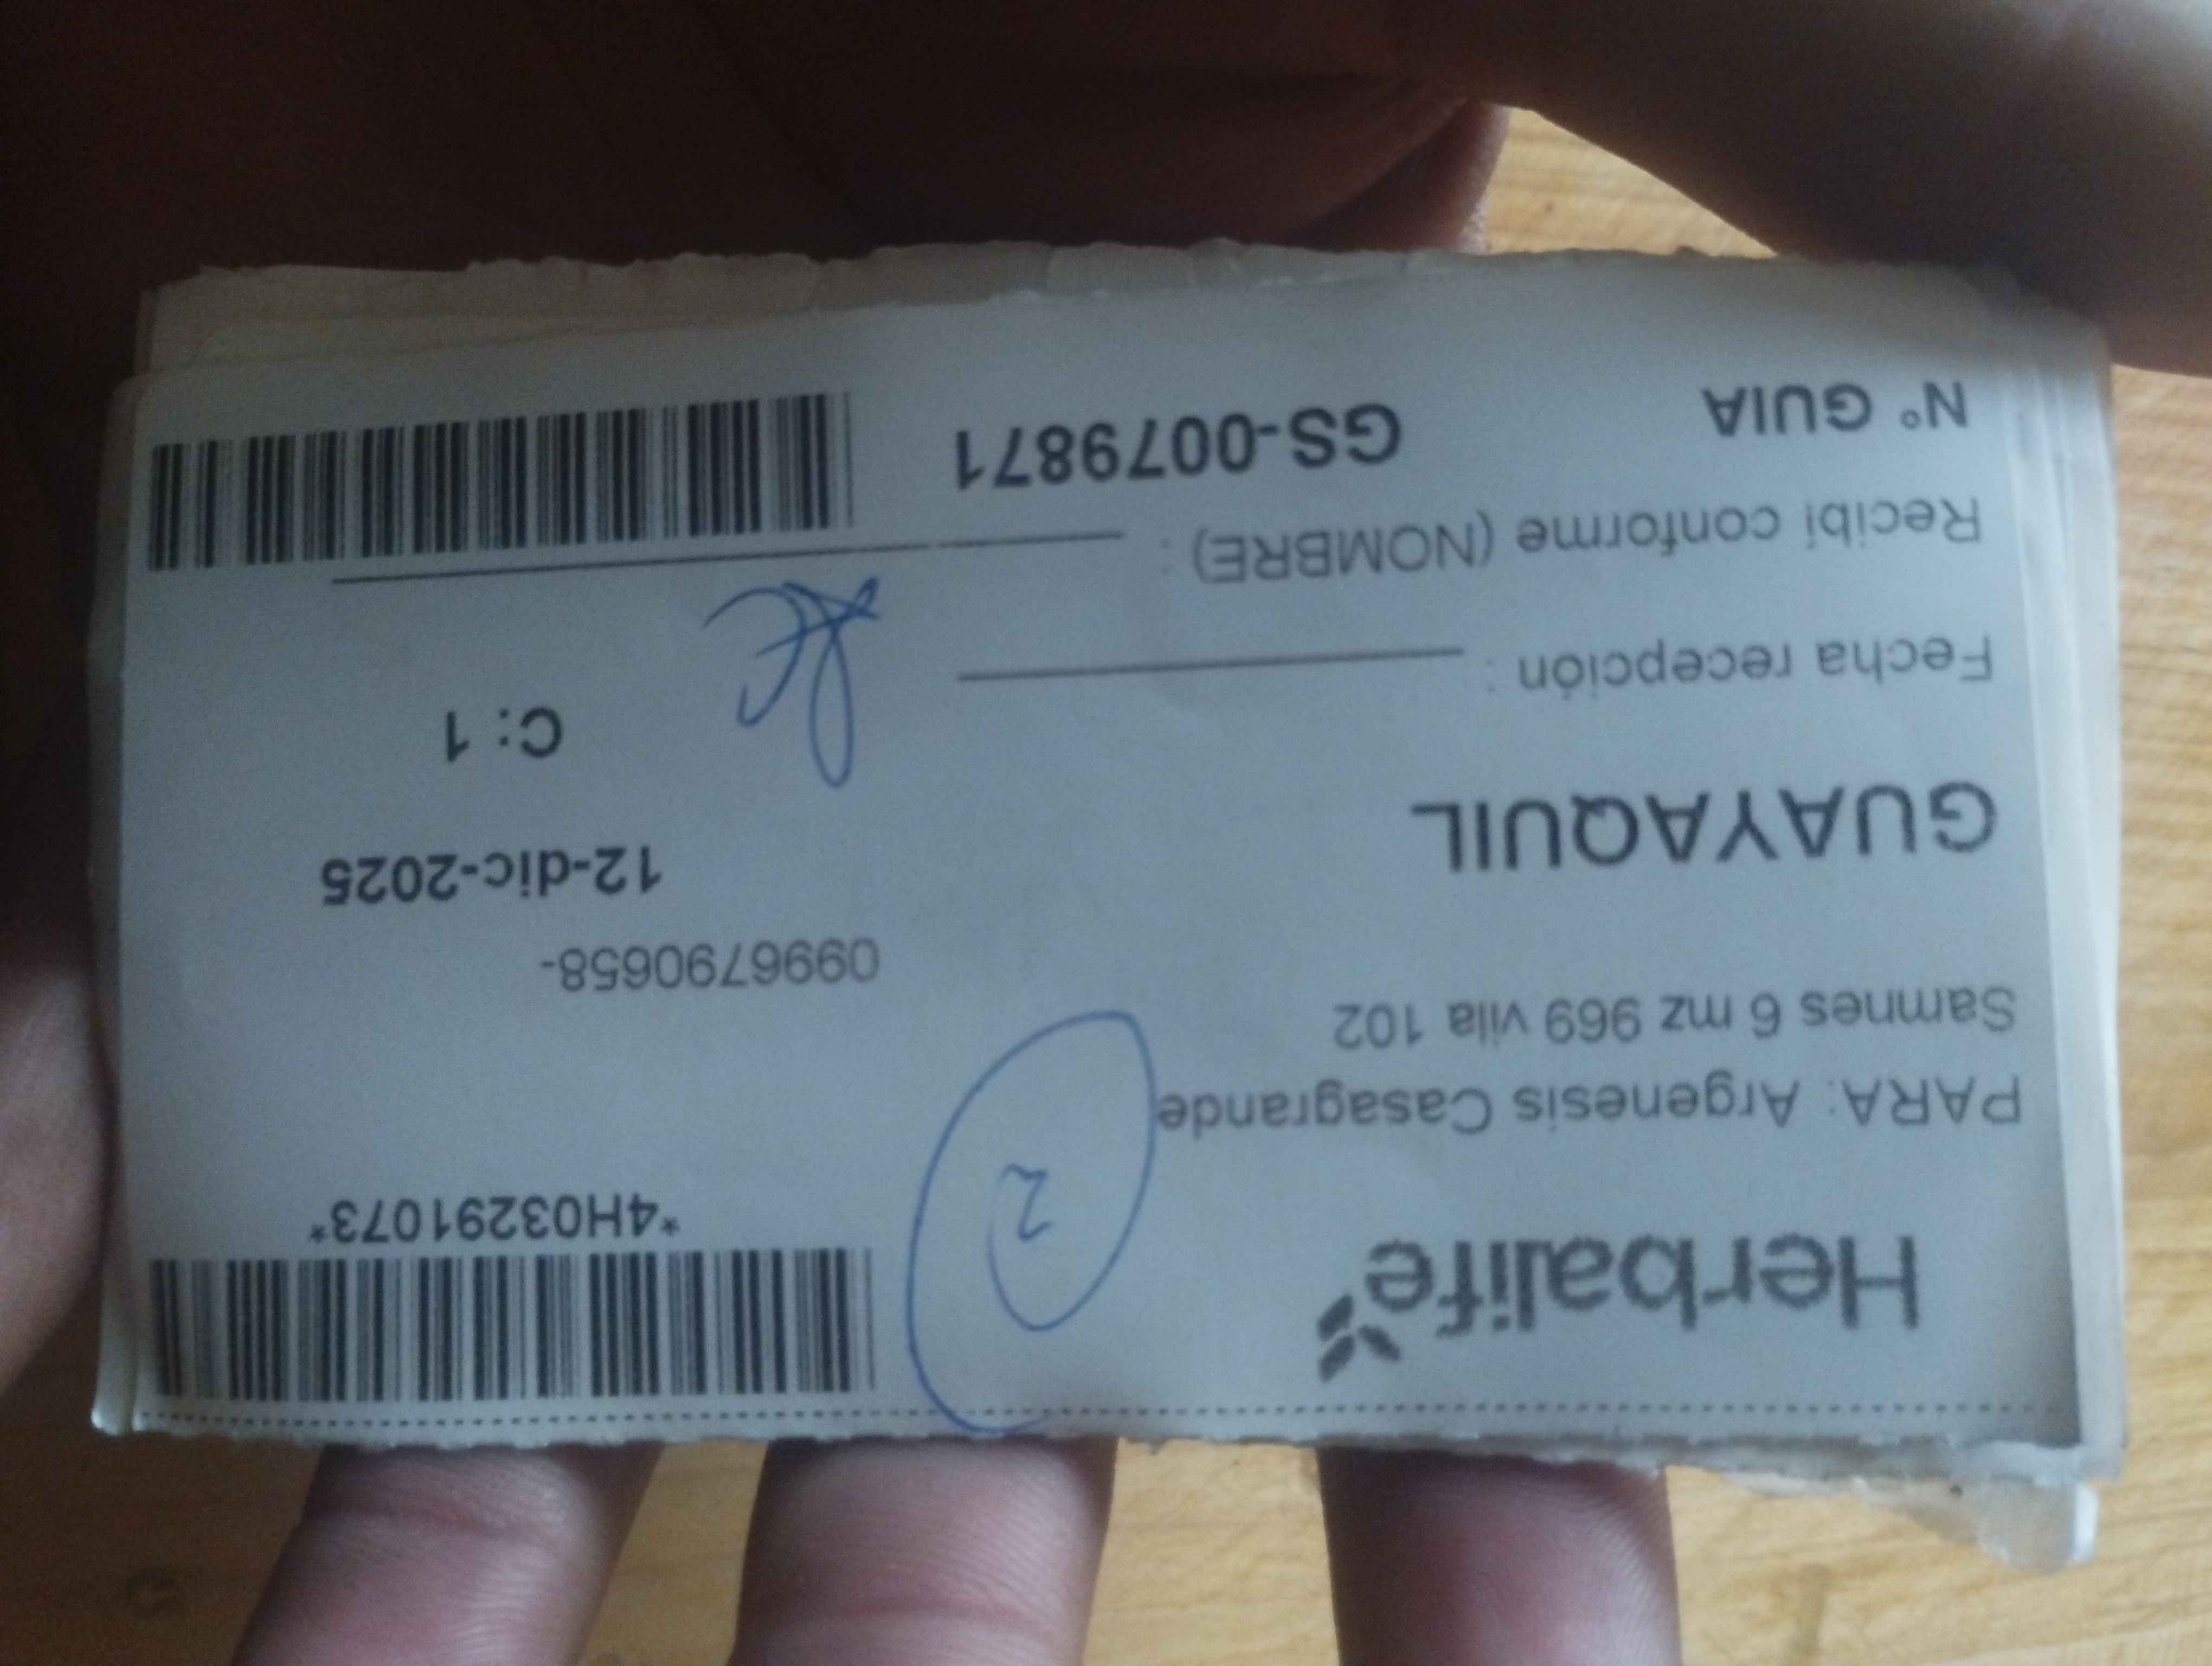 Herbalife
*4H03291073*
2
PARA: Argenesis Casagrande
Samnes 6 mz 969 vila 102
0996790658-
GUAYAQUIL
12-dic-2025
C: 1
Fecha recepción :
Recibí conforme (NOMBRE) :
N° GUIA GS-0079871